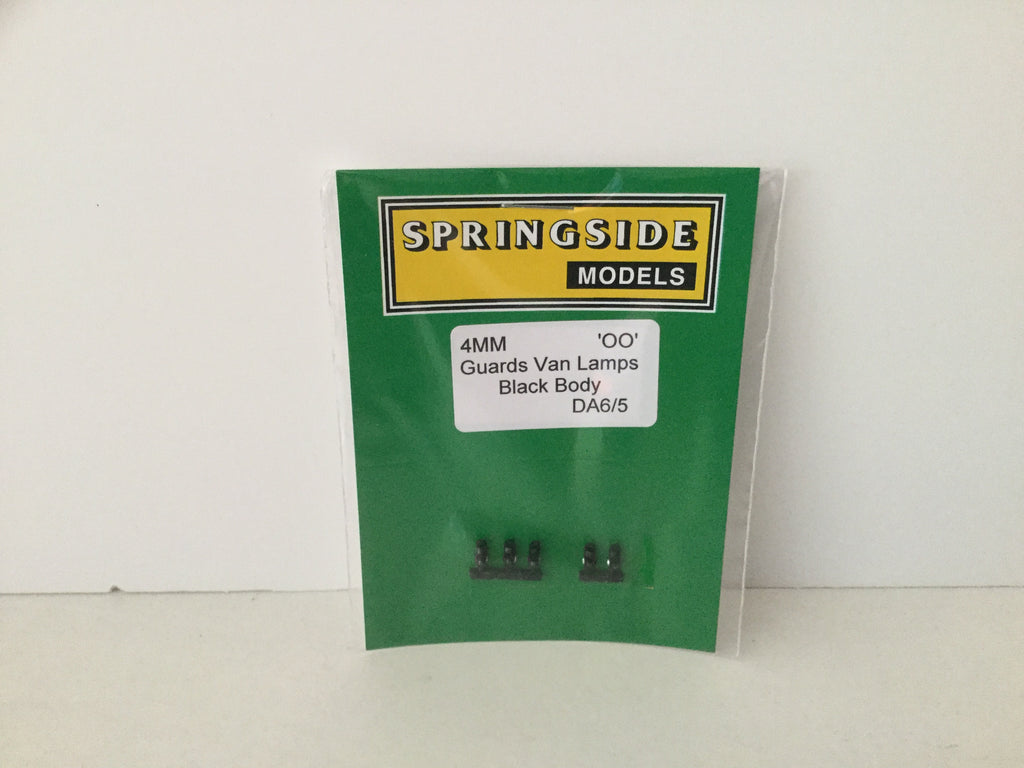 SPRINGSIDE
MODELS
4MM 'OO'
Guards Van Lamps
Black Body
DA6/5